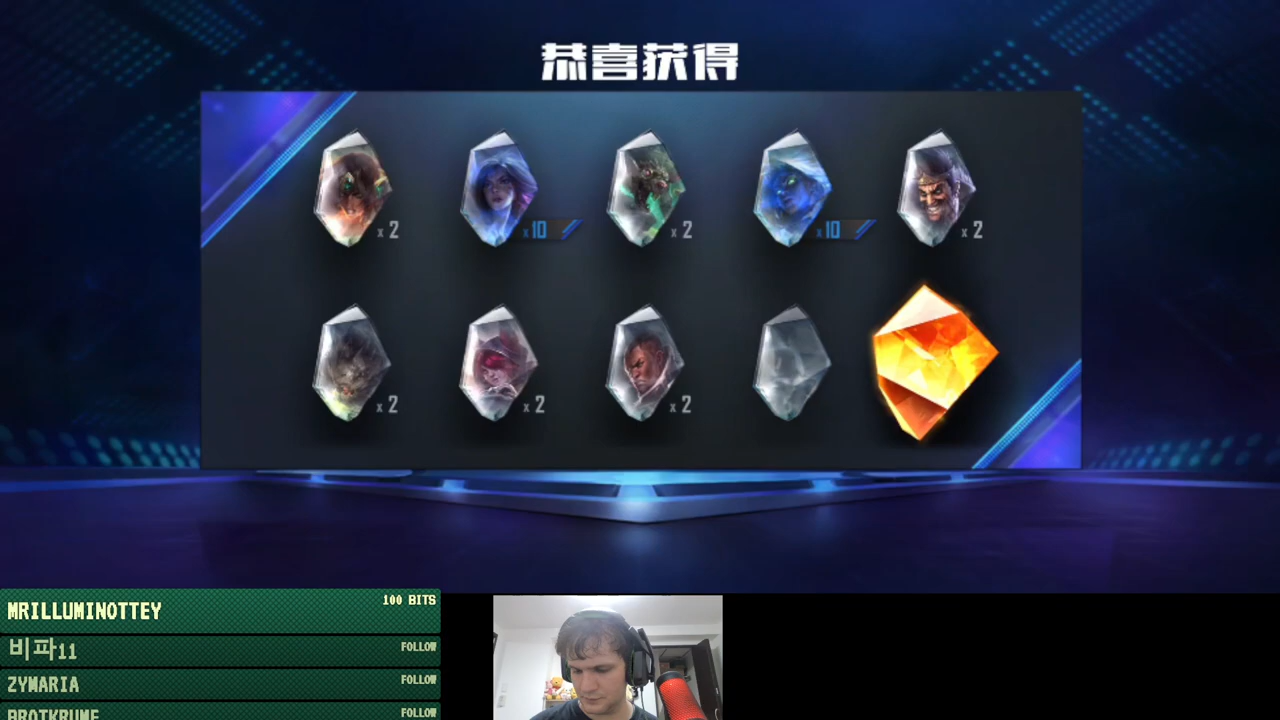 恭喜获得
x 2
x 10
x 2
x 10
x 2
x 2
x 2
x 2
MRILLUMINOTTEY 100 BITS
비파11 FOLLOW
ZYMARIA FOLLOW
BROTKRUME FOLLOW